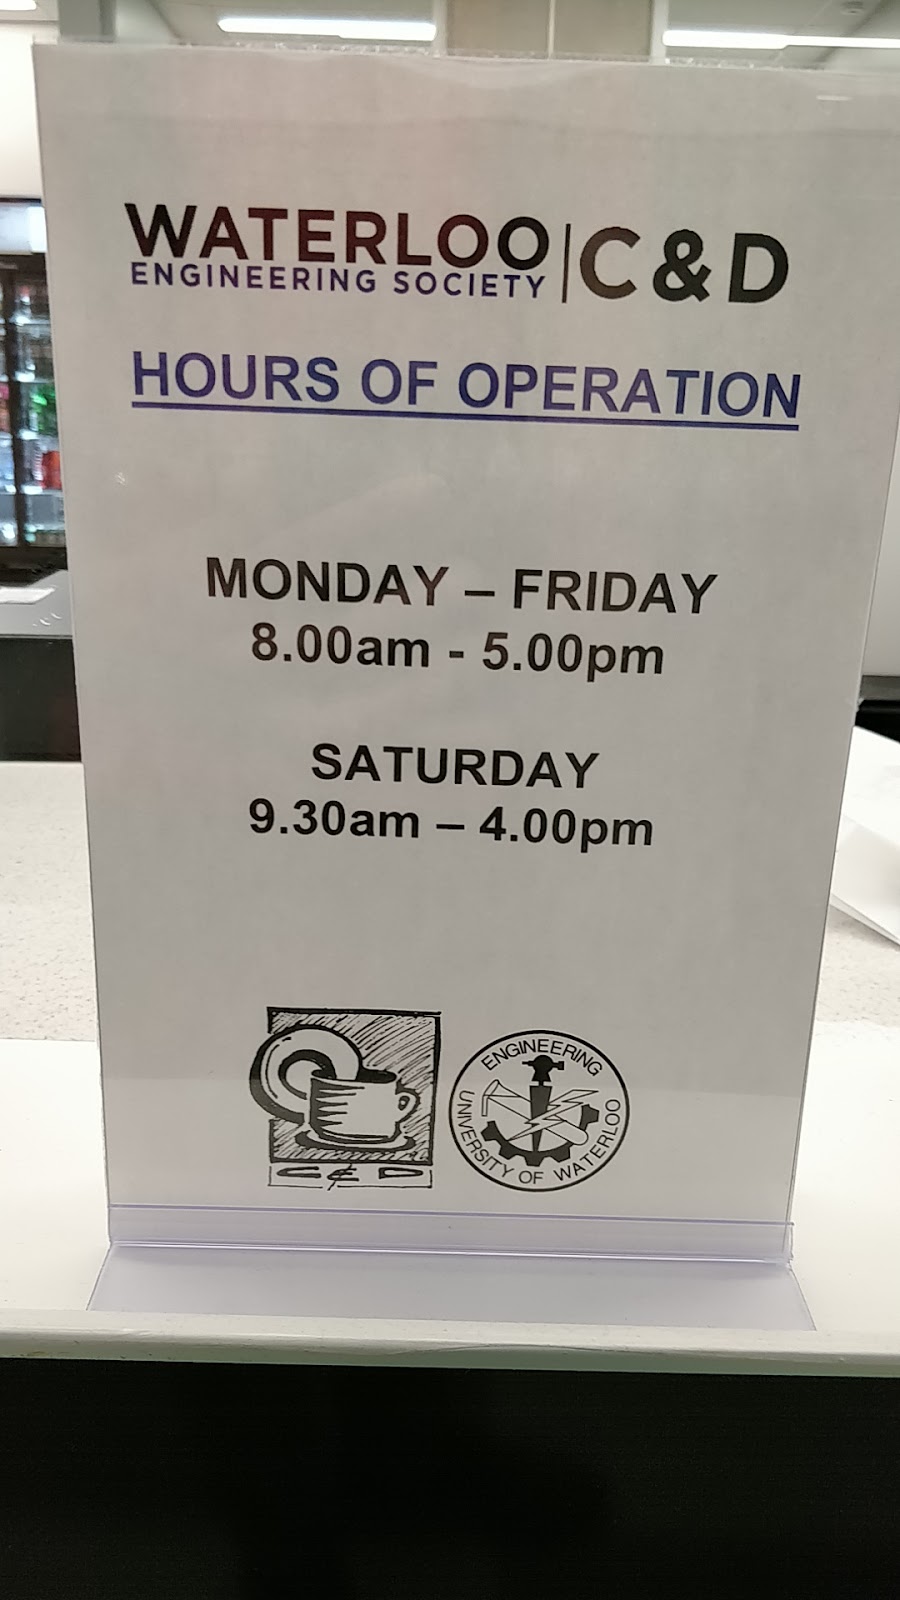 WATERLOO | C & D
ENGINEERING SOCIETY
HOURS OF OPERATION
MONDAY – FRIDAY
8.00am - 5.00pm
SATURDAY
9.30am – 4.00pm
C & D
ENGINEERING
UNIVERSITY OF WATERLOO